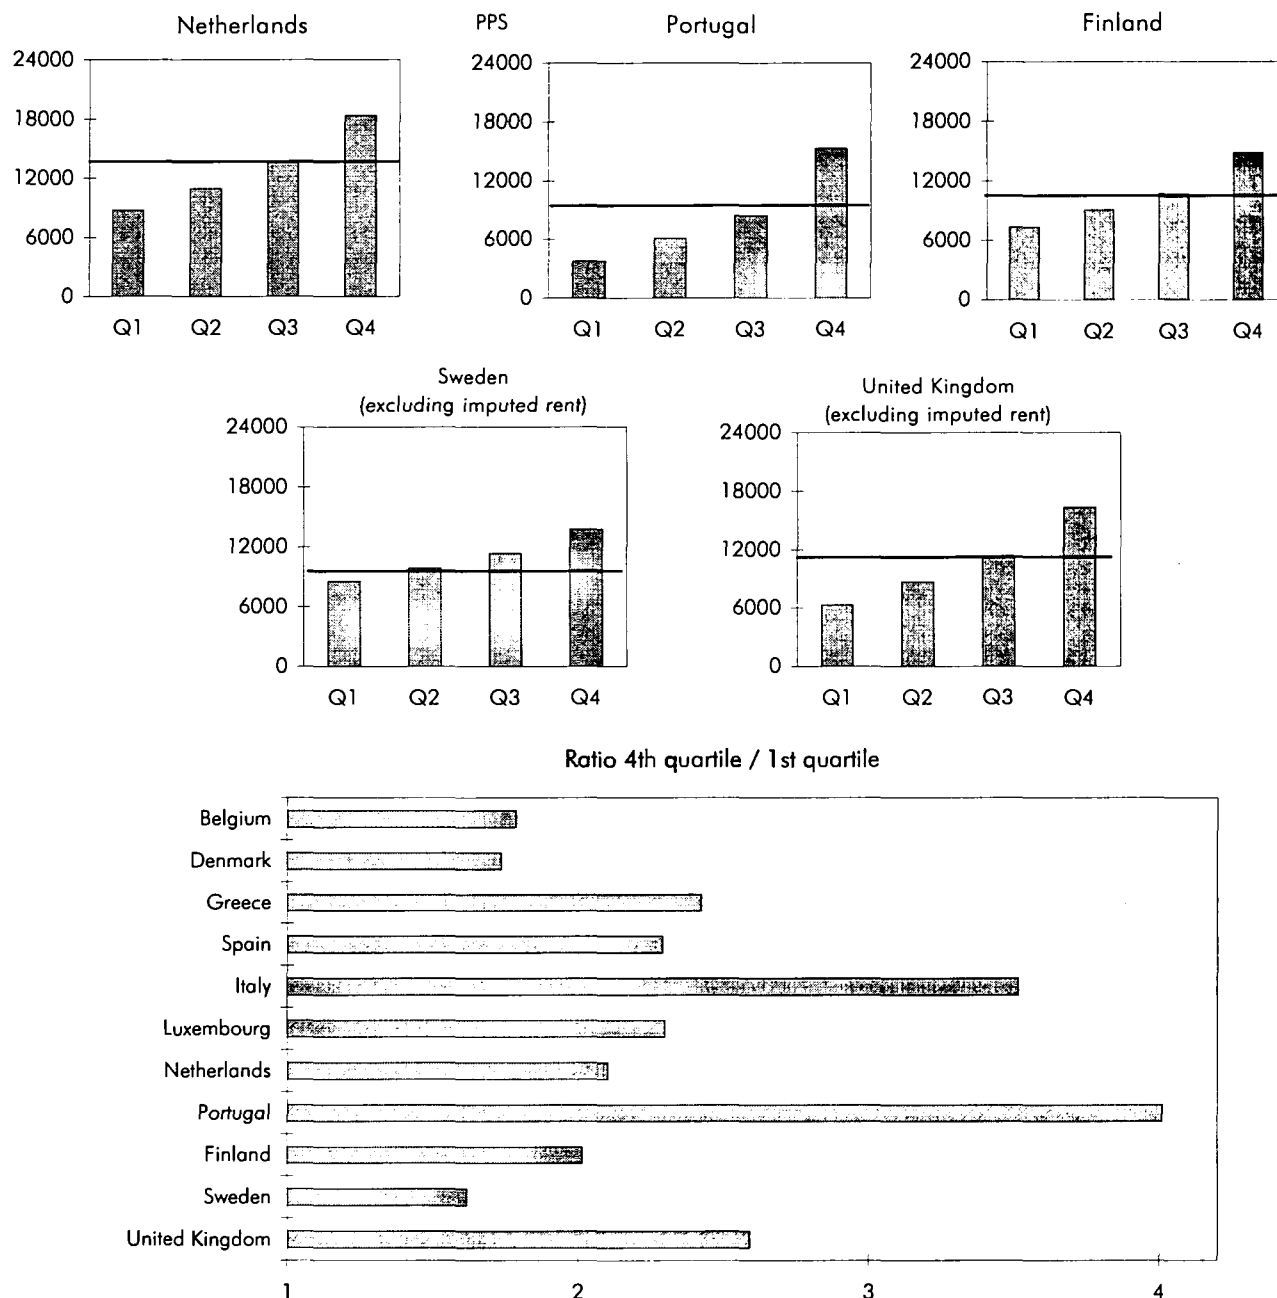 Netherlands
PPS
Portugal
Finland
24000
18000
12000
6000
0
Q1 Q2 Q3 Q4
24000
18000
12000
6000
0
Q1 Q2 Q3 Q4
24000
18000
12000
6000
0
Q1 Q2 Q3 Q4
Sweden
(excluding imputed rent)
24000
18000
12000
6000
0
Q1 Q2 Q3 Q4
United Kingdom
(excluding imputed rent)
24000
18000
12000
6000
0
Q1 Q2 Q3 Q4
Ratio 4th quartile / 1st quartile
Belgium
Denmark
Greece
Spain
Italy
Luxembourg
Netherlands
Portugal
Finland
Sweden
United Kingdom
1 2 3 4